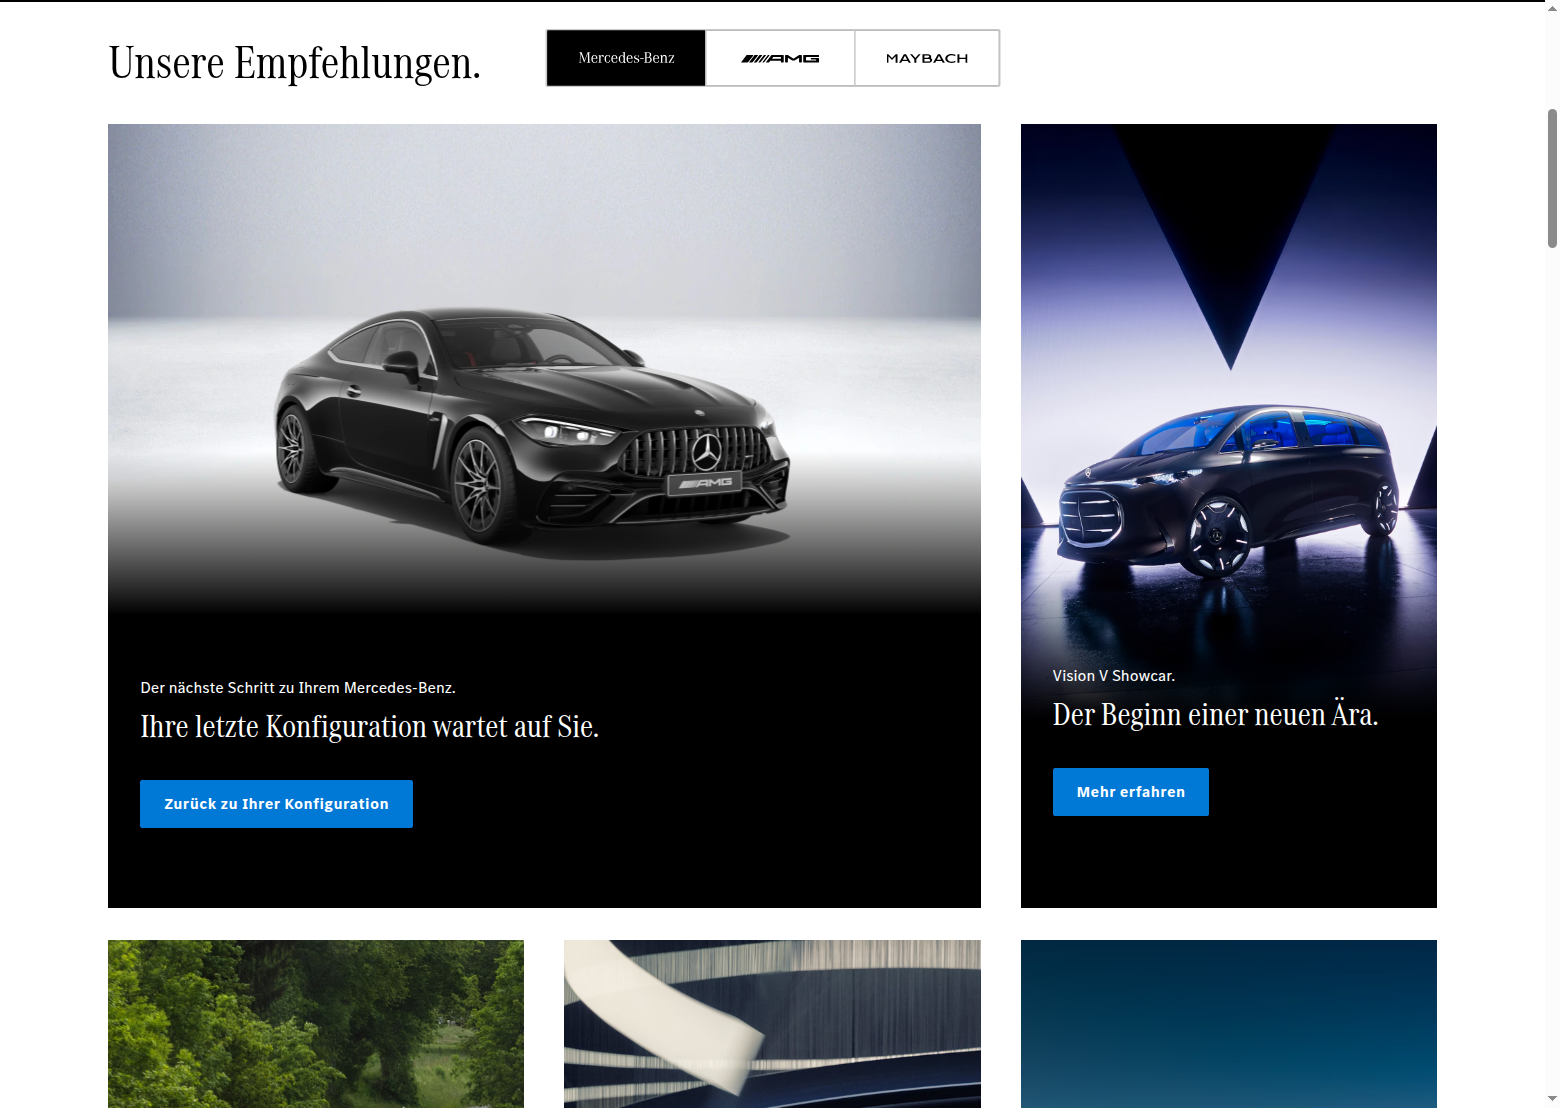 Unsere Empfehlungen.
Mercedes-Benz
AMG
MAYBACH
AMG
Der nächste Schritt zu Ihrem Mercedes-Benz.
Ihre letzte Konfiguration wartet auf Sie.
Zurück zu Ihrer Konfiguration
Vision V Showcar.
Der Beginn einer neuen Ära.
Mehr erfahren